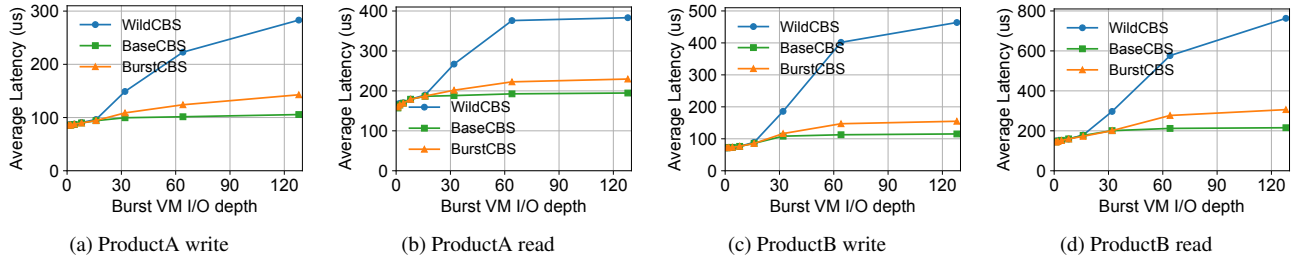 Average Latency (us)
300
200
100
0
WildCBS
BaseCBS
BurstCBS
0 30 60 90 120
Burst VM I/O depth
(a) ProductA write
Average Latency (us)
400
300
200
100
0
WildCBS
BaseCBS
BurstCBS
0 30 60 90 120
Burst VM I/O depth
(b) ProductA read
Average Latency (us)
500
400
300
200
100
0
WildCBS
BaseCBS
BurstCBS
0 30 60 90 120
Burst VM I/O depth
(c) ProductB write
Average Latency (us)
800
600
400
200
0
WildCBS
BaseCBS
BurstCBS
0 30 60 90 120
Burst VM I/O depth
(d) ProductB read